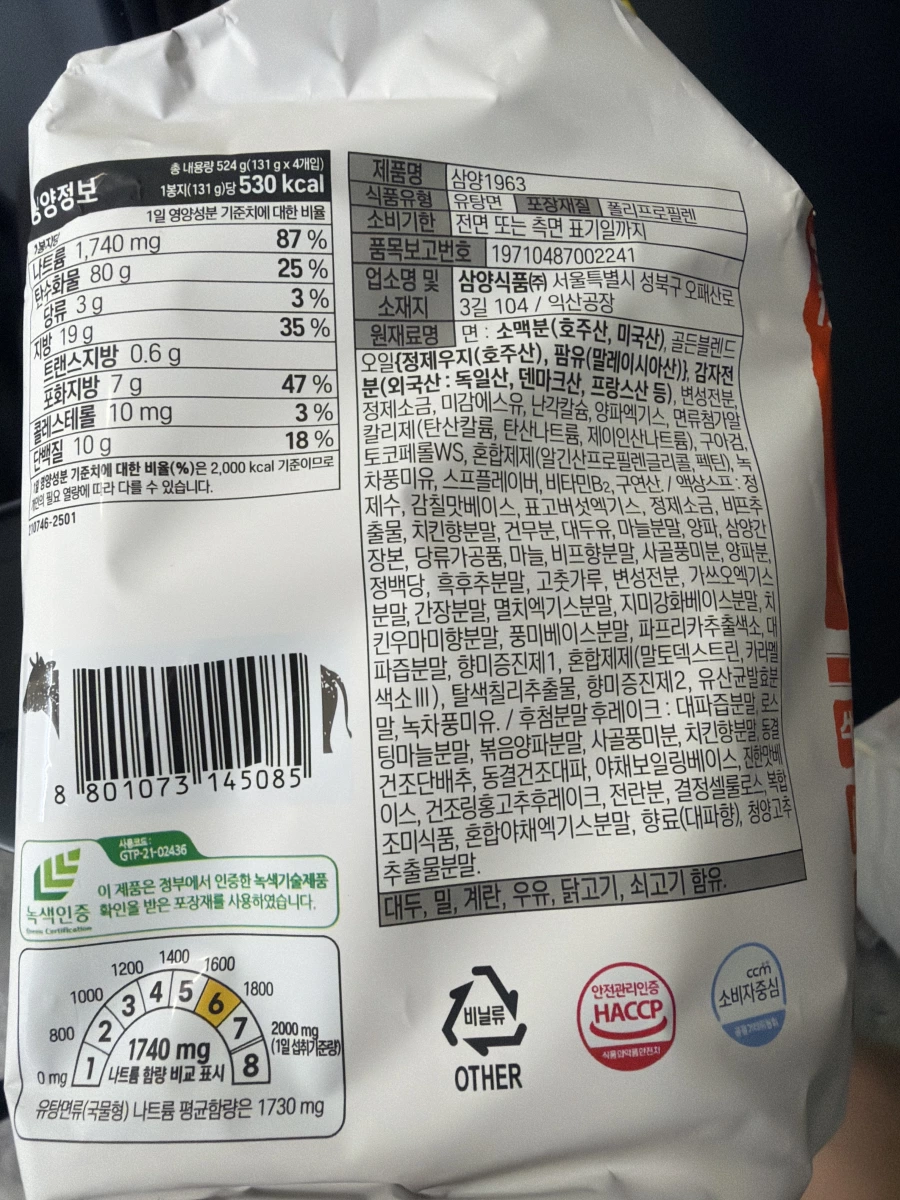 영양정보
총 내용량 524 g(131 g x 4개입)
1봉지(131 g)당 530 kcal
1봉지당
1일 영양성분 기준치에 대한 비율
나트륨 1,740 mg 87 %
탄수화물 80 g 25 %
당류 3 g 3 %
지방 19 g 35 %
트랜스지방 0.6 g
포화지방 7 g 47 %
콜레스테롤 10 mg 3 %
단백질 10 g 18 %
1일 영양성분 기준치에 대한 비율(%)은 2,000 kcal 기준이므로
개인의 필요 열량에 따라 다를 수 있습니다.
0746-2501
제품명 삼양1963
식품유형 유탕면 포장재질 폴리프로필렌
소비기한 전면 또는 측면 표기일까지
품목보고번호 19710487002241
업소명 및 소재지 삼양식품㈜ 서울특별시 성북구 오패산로
3길 104 / 익산공장
원재료명 면 : 소맥분(호주산, 미국산), 골든블렌드
오일{정제우지(호주산), 팜유(말레이시아산)}, 감자전
분(외국산 : 독일산, 덴마크산, 프랑스산 등), 변성전분,
정제소금, 미감에스유, 난각칼슘, 양파엑기스, 면류첨가알
칼리제(탄산칼륨, 탄산나트륨, 제이인산나트륨), 구아검,
토코페롤WS, 혼합제제(알긴산프로필렌글리콜, 펙틴), 녹
차풍미유, 스프플레이버, 비타민B₂, 구연산, / 액상스프 : 정
제수, 감칠맛베이스, 표고버섯엑기스, 정제소금, 비프추
출물, 치킨향분말, 건무분, 대두유, 마늘분말, 양파, 삼양간
장본, 당류가공품, 마늘, 비프향분말, 사골풍미분, 양파분,
정백당, 흑후추분말, 고춧가루, 변성전분, 가쓰오엑기스
분말, 간장분말, 멸치엑기스분말, 지미강화베이스분말, 치
킨우마미향분말, 풍미베이스분말, 파프리카추출색소, 대
파즙분말, 향미증진제1, 혼합제제(말토덱스트린, 카라멜
색소Ⅲ), 탈색칠리추출물, 향미증진제2, 유산균발효분
말, 녹차풍미유. / 후첨분말후레이크 : 대파즙분말, 로스
팅마늘분말, 볶음양파분말, 사골풍미분, 치킨향분말, 동결
건조단배추, 동결건조대파, 야채보일링베이스, 진한맛베
이스, 건조링홍고추후레이크, 전란분, 결정셀룰로스, 복합
조미식품, 혼합야채엑기스분말, 향료(대파향), 청양고추
추출물분말.
대두, 밀, 계란, 우유, 닭고기, 쇠고기 함유.
8 801073 145085
사용코드:
GTP-21-02436
녹색인증
Green Certification
이 제품은 정부에서 인증한 녹색기술제품
확인을 받은 포장재를 사용하였습니다.
0 mg 800 1000 1200 1400 1600 1800 2000 mg
(1일 섭취기준량)
1 2 3 4 5 6 7 8
1740 mg
나트륨 함량 비교 표시
유탕면류(국물형) 나트륨 평균함량은 1730 mg
비닐류
OTHER
안전관리인증
HACCP
식품의약품안전처
ccm
소비자중심
공정거래위원회